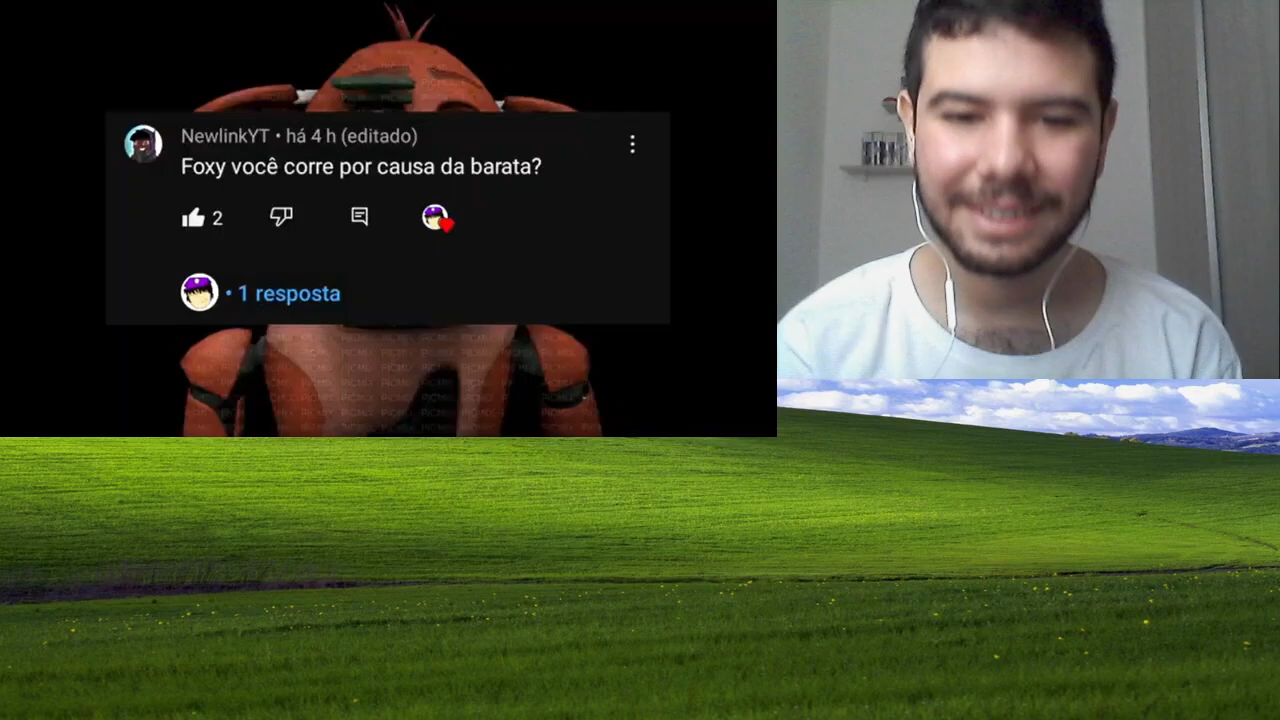 NewlinkYT • há 4 h (editado)
Foxy você corre por causa da barata?
2
• 1 resposta